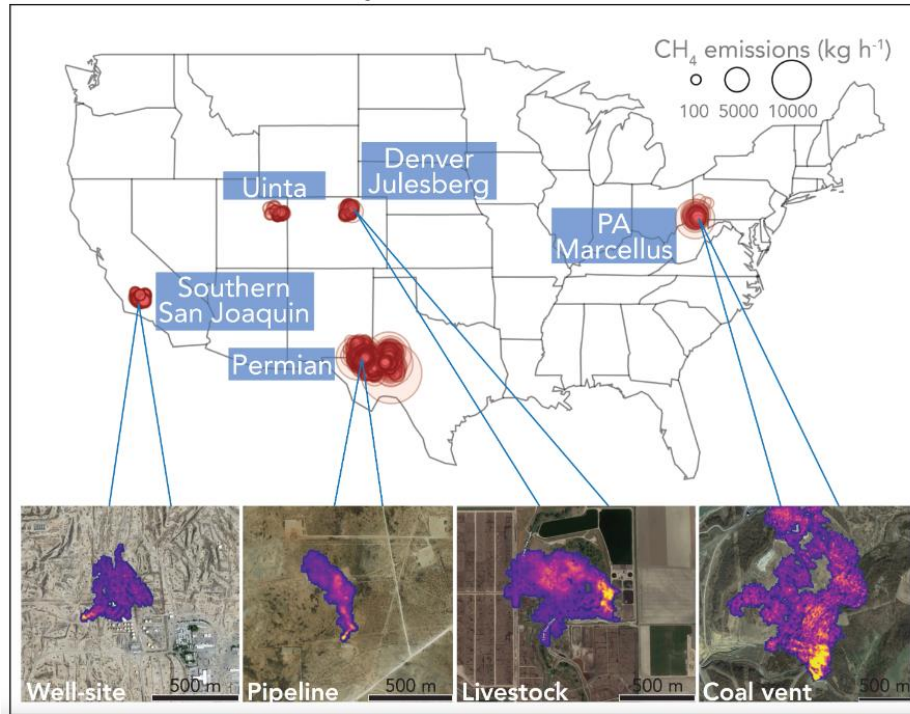 CH₄ emissions (kg h⁻¹)
100 5000 10000
Denver
Julesberg
Uinta
PA
Marcellus
Southern
San Joaquin
Permian
Well-site 500 m
Pipeline 500 m
Livestock 500 m
Coal vent 500 m